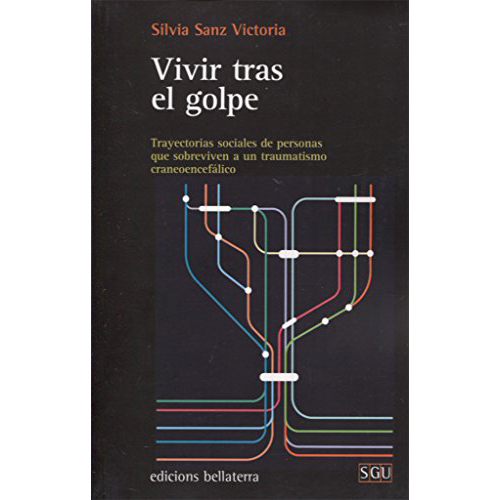 Sílvia Sanz Victoria
Vivir tras
el golpe
Trayectorias sociales de personas
que sobreviven a un traumatismo
craneoencefálico
edicions bellaterra
SGU